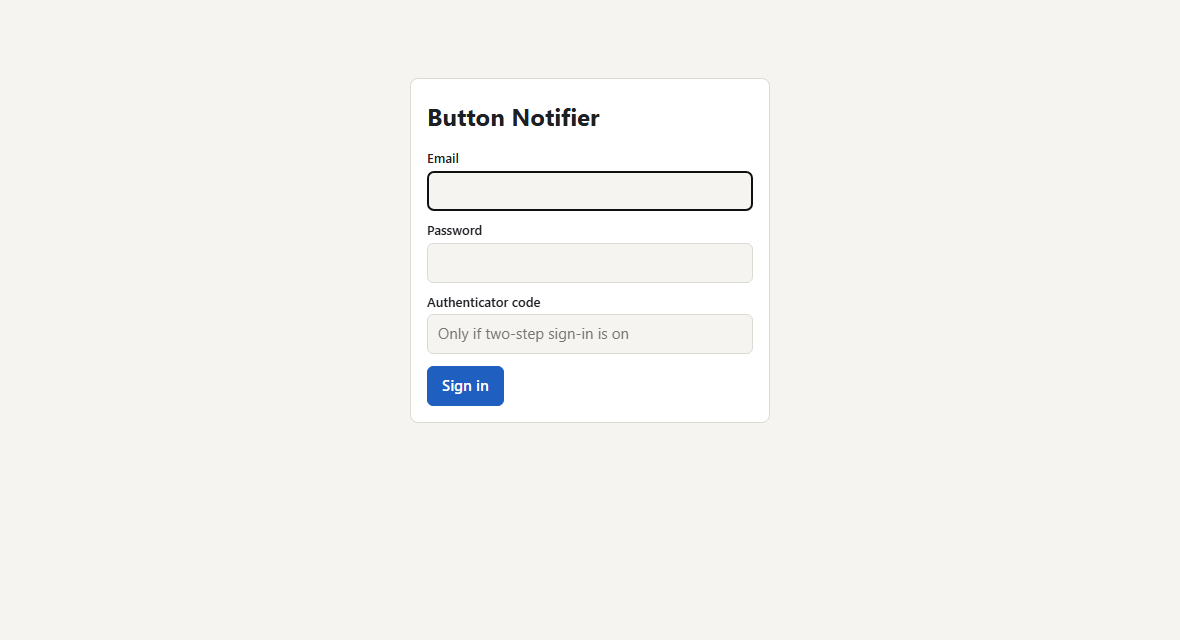 Button Notifier
Email
Password
Authenticator code
Only if two-step sign-in is on
Sign in